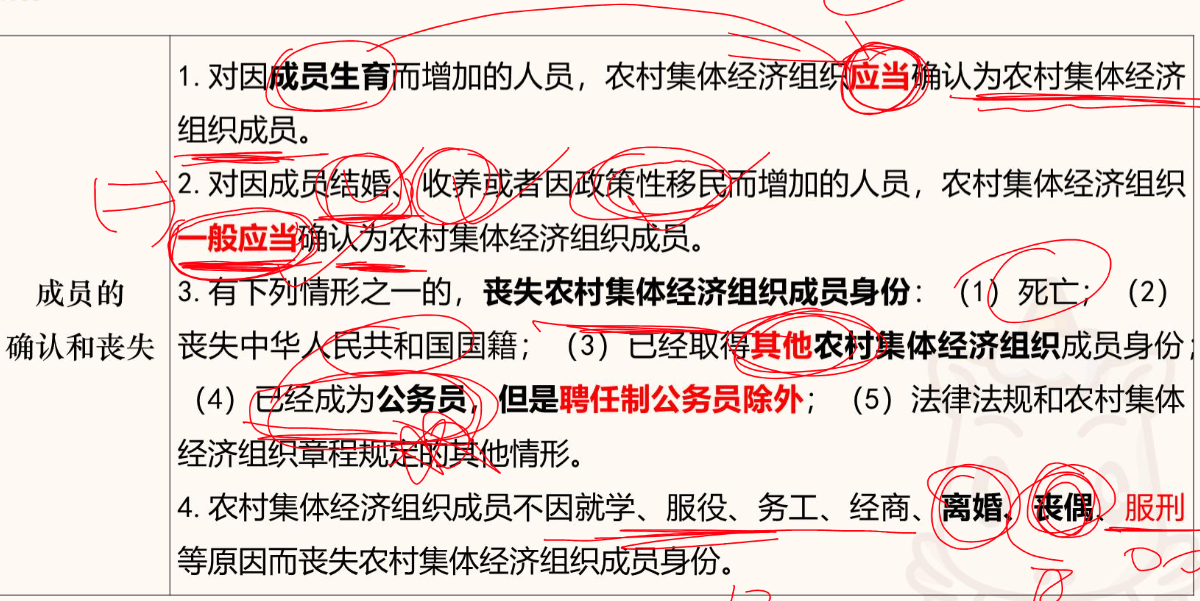 1. 对因成员生育而增加的人员，农村集体经济组织应当确认为农村集体经济
组织成员。
2. 对因成员结婚、收养或者因政策性移民而增加的人员，农村集体经济组织
一般应当确认为农村集体经济组织成员。
成员的
确认和丧失
3. 有下列情形之一的，丧失农村集体经济组织成员身份：（1）死亡；（2）
丧失中华人民共和国国籍；（3）已经取得其他农村集体经济组织成员身份；
（4）已经成为公务员，但是聘任制公务员除外；（5）法律法规和农村集体
经济组织章程规定的其他情形。
4. 农村集体经济组织成员不因就学、服役、务工、经商、离婚、丧偶、服刑
等原因而丧失农村集体经济组织成员身份。